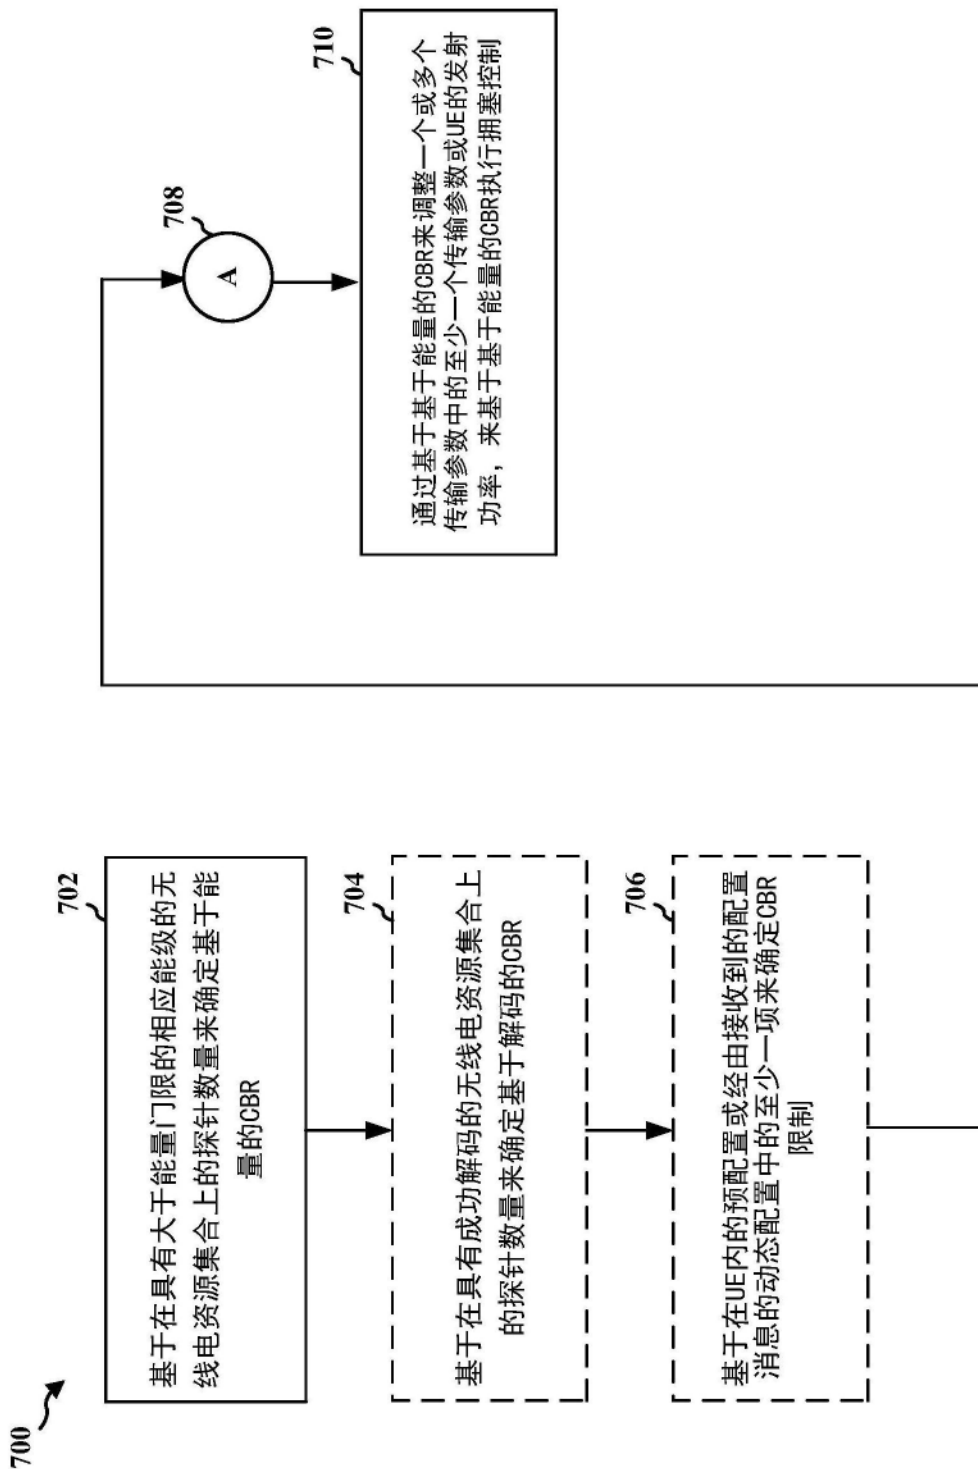 700
702
基于在具有大于能量门限的相应能级的无
线电资源集合上的探针数量来确定基于能
量的CBR
704
基于在具有成功解码的无线电资源集合上
的探针数量来确定基于解码的CBR
706
基于在UE内的预配置或经由接收到的配置
消息的动态配置中的至少一项来确定CBR
限制
708
A
710
通过基于基于能量的CBR来调整一个或多个
传输参数中的至少一个传输参数或UE的发射
功率，来基于基于能量的CBR执行拥塞控制